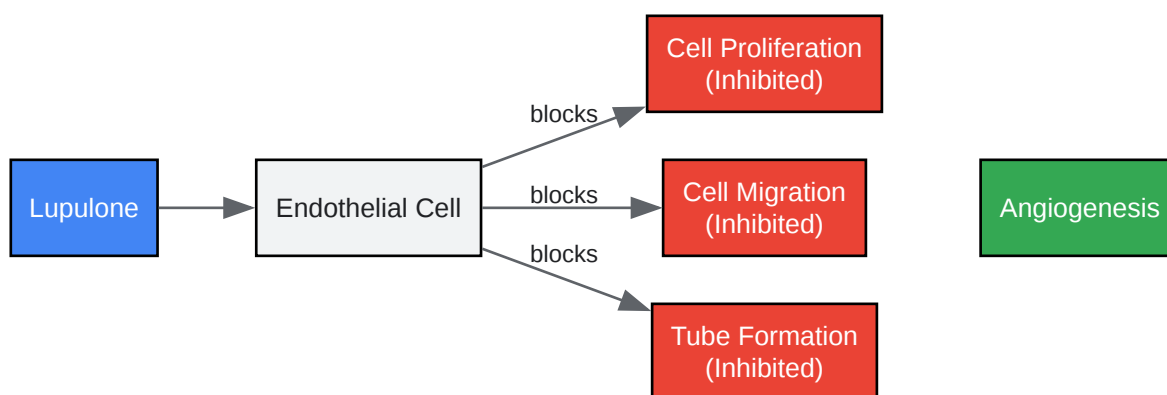 Cell Proliferation
(Inhibited)
blocks
Lupulone
Endothelial Cell
blocks
Cell Migration
(Inhibited)
Angiogenesis
blocks
Tube Formation
(Inhibited)